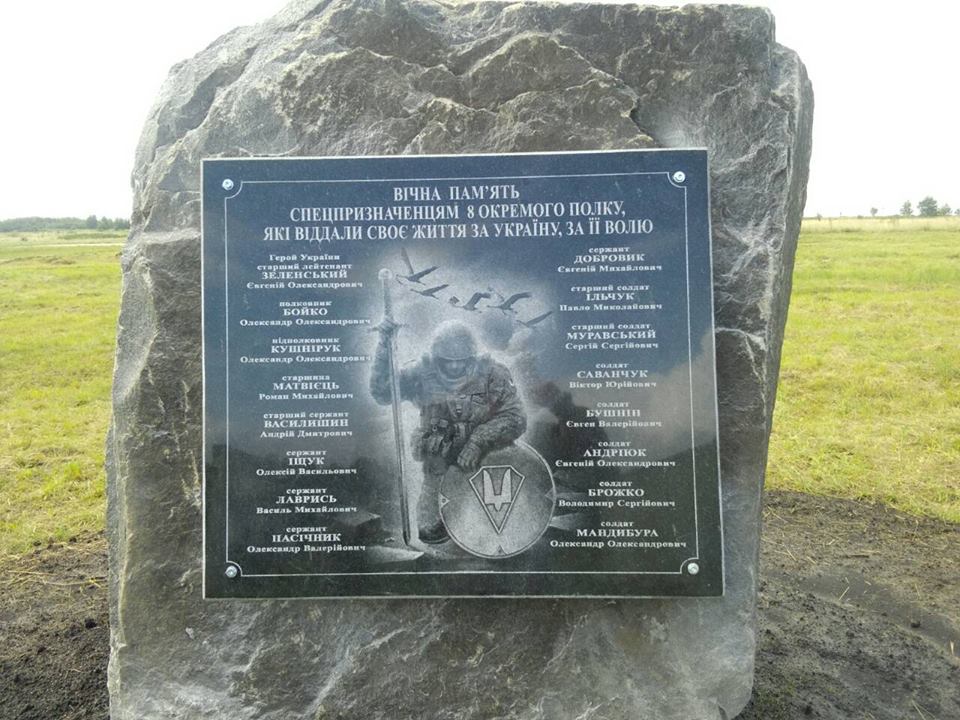 ВІЧНА ПАМ'ЯТЬ
СПЕЦПРИЗНАЧЕНЦЯМ 8 ОКРЕМОГО ПОЛКУ,
ЯКІ ВІДДАЛИ СВОЄ ЖИТТЯ ЗА УКРАЇНУ, ЗА ЇЇ ВОЛЮ
Герой України
старший лейтенант
ЗЕЛЕНСЬКИЙ
Євгеній Олександрович
полковник
БОЙКО
Олександр Олександрович
підполковник
КУШНІРУК
Олександр Олександрович
старшина
МАТВІЄЦЬ
Роман Михайлович
старший сержант
ВАСИЛИШИН
Андрій Дмитрович
сержант
ІЩУК
Олексій Васильович
сержант
ЛАВРИСЬ
Василь Михайлович
сержант
ПАСІЧНИК
Олександр Валерійович
сержант
ДОБРОВИК
Євгеній Михайлович
старший солдат
ІЛЬЧУК
Павло Миколайович
старший солдат
МУРАВСЬКИЙ
Сергій Сергійович
солдат
САВАНЧУК
Віктор Юрійович
солдат
БУШНІН
Євген Валерійович
солдат
АНДРІЮК
Євгеній Олександрович
солдат
БРОЖКО
Володимир Сергійович
солдат
МАНДИБУРА
Олександр Олександрович